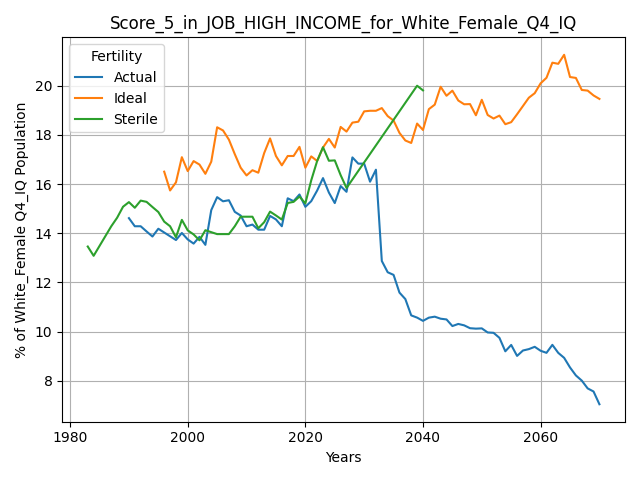 Score_5_in_JOB_HIGH_INCOME_for_White_Female_Q4_IQ
Fertility
Actual
Ideal
Sterile
% of White_Female Q4_IQ Population
20
18
16
14
12
10
8
1980
2000
2020
2040
2060
Years